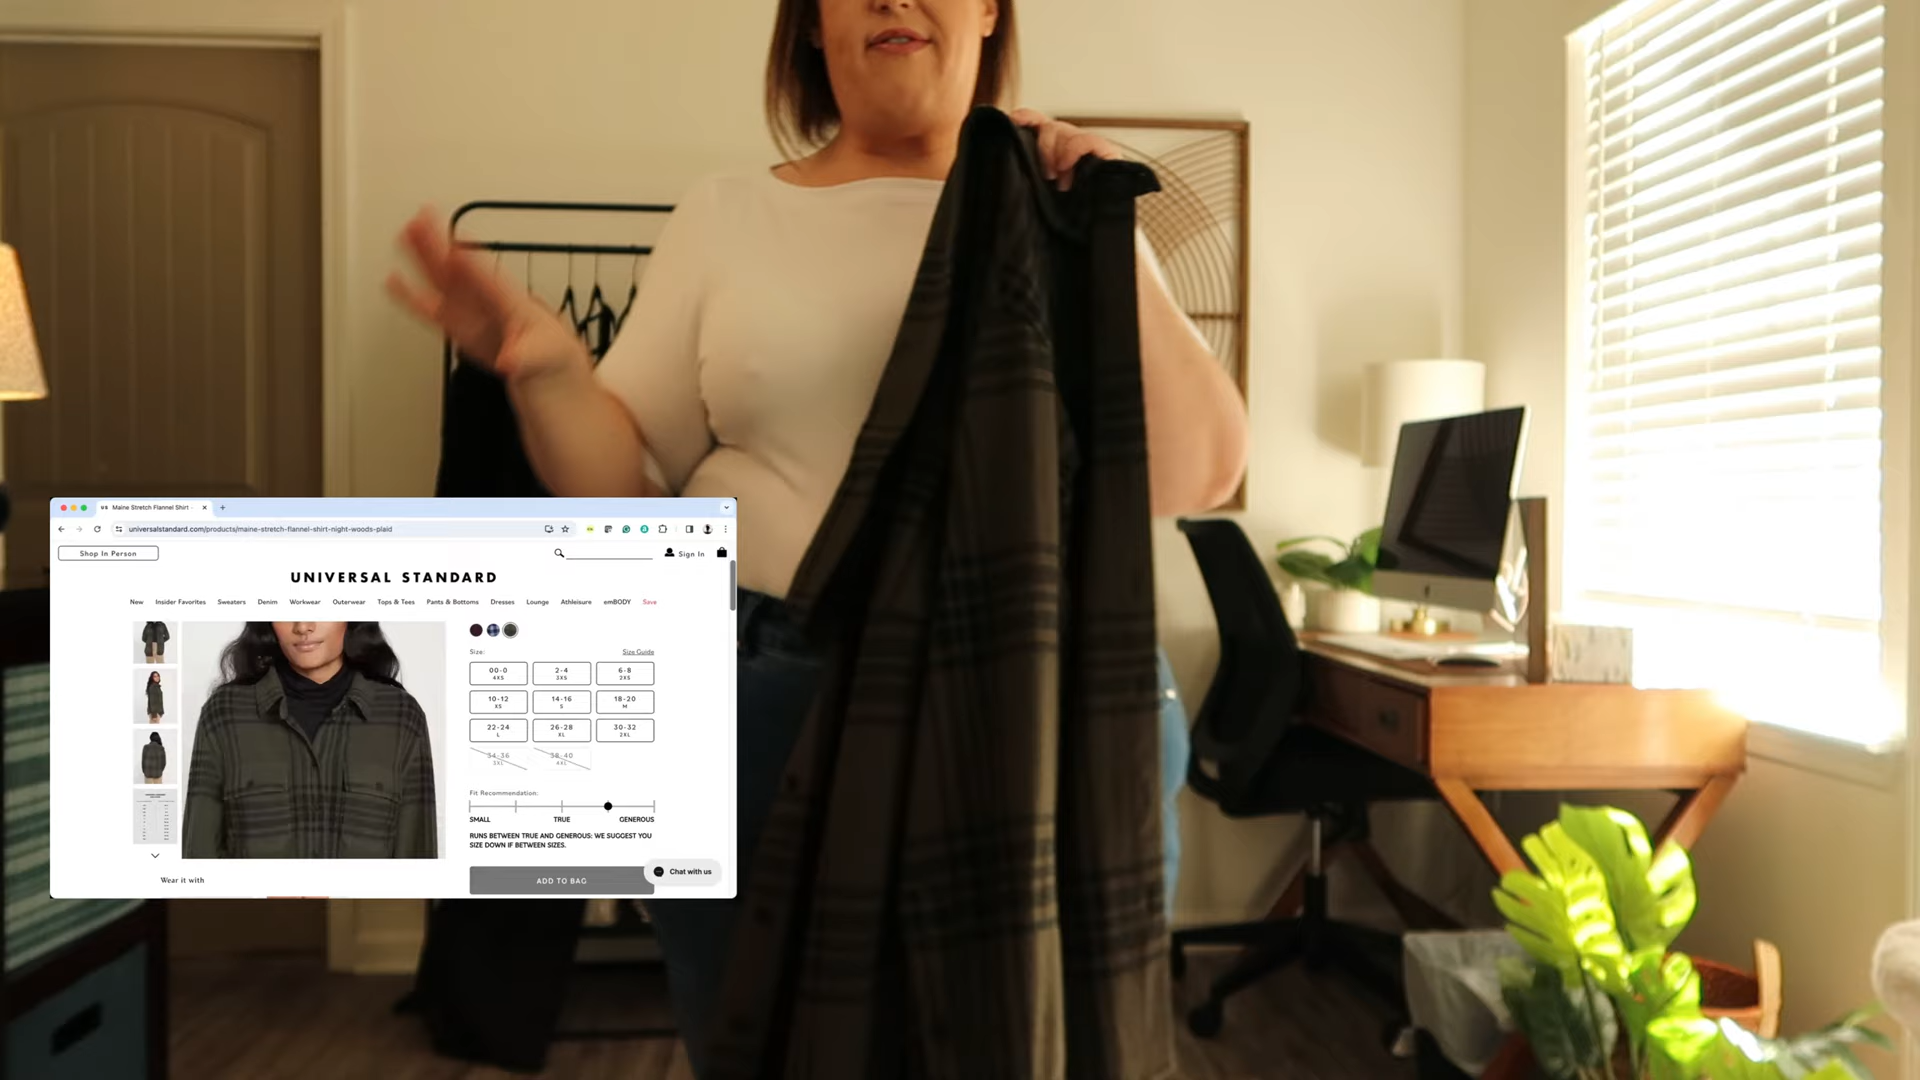 US Maine Stretch Flannel Shirt -
universalstandard.com/products/maine-stretch-flannel-shirt-night-woods-plaid
Shop In Person
Sign In
UNIVERSAL STANDARD
New Insider Favorites Sweaters Denim Workwear Outerwear Tops & Tees Pants & Bottoms Dresses Lounge Athleisure emBODY Save
Size: Size Guide
00-0 2-4 6-8
4XS 3XS 2XS
10-12 14-16 18-20
XS S M
22-24 26-28 30-32
L XL 2XL
34-36 38-40
3XL 4XL
Fit Recommendation:
SMALL TRUE GENEROUS
RUNS BETWEEN TRUE AND GENEROUS: WE SUGGEST YOU
SIZE DOWN IF BETWEEN SIZES.
Chat with us
Wear it with
ADD TO BAG